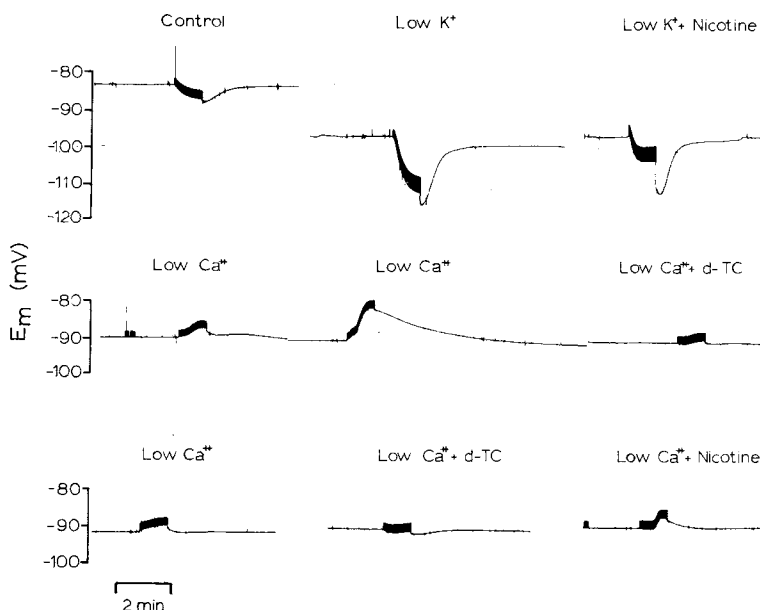 Control
Low K⁺
Low K⁺+ Nicotine
-80
-90
-100
-110
-120
Em (mV)
Low Ca⁺⁺
Low Ca⁺⁺
Low Ca⁺⁺+ d-TC
-80
-90
-100
Low Ca⁺⁺
Low Ca⁺⁺+ d-TC
Low Ca⁺⁺+ Nicotine
-80
-90
-100
2 min